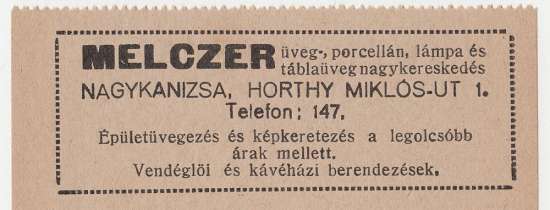 MELCZER üveg-, porcellán, lámpa és
táblaüveg nagykereskedés
NAGYKANIZSA, HORTHY MIKLÓS-UT 1.
Telefon: 147.
Épületüvegezés és képkeretezés a legolcsóbb
árak mellett.
Vendéglöi és kávéházi berendezések.